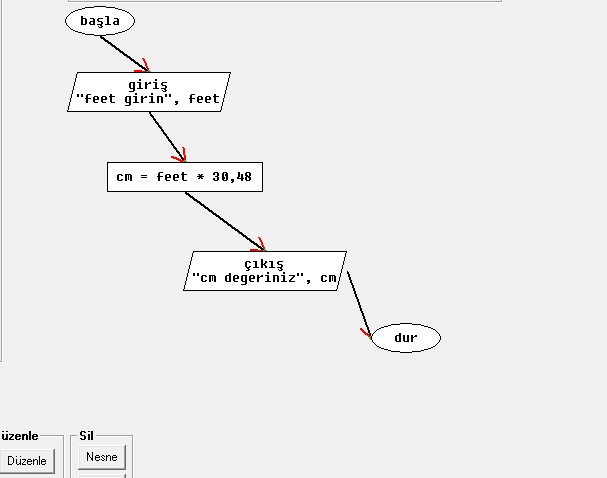 başla
giriş
"feet girin", feet
cm = feet * 30,48
çıkış
"cm degeriniz", cm
dur
üzenle
Sil
Düzenle
Nesne